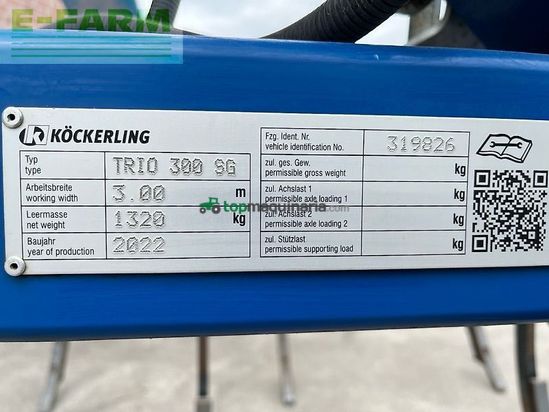 E-FARM
KÖCKERLING
Typ
type
TRIO 300 SG
Arbeitsbreite
working width
3.00
m
Leermasse
net weight
1320
kg
Baujahr
year of production
2022
Fzg. Ident. Nr.
vehicle identification No.
319826
zul. ges. Gew.
permissible gross weight
kg
zul. Achslast 1
permissible axle loading 1
kg
zul. Achslast 2
permissible axle loading 2
kg
zul. Stützlast
permissible supporting load
kg
topmaquinaria.com